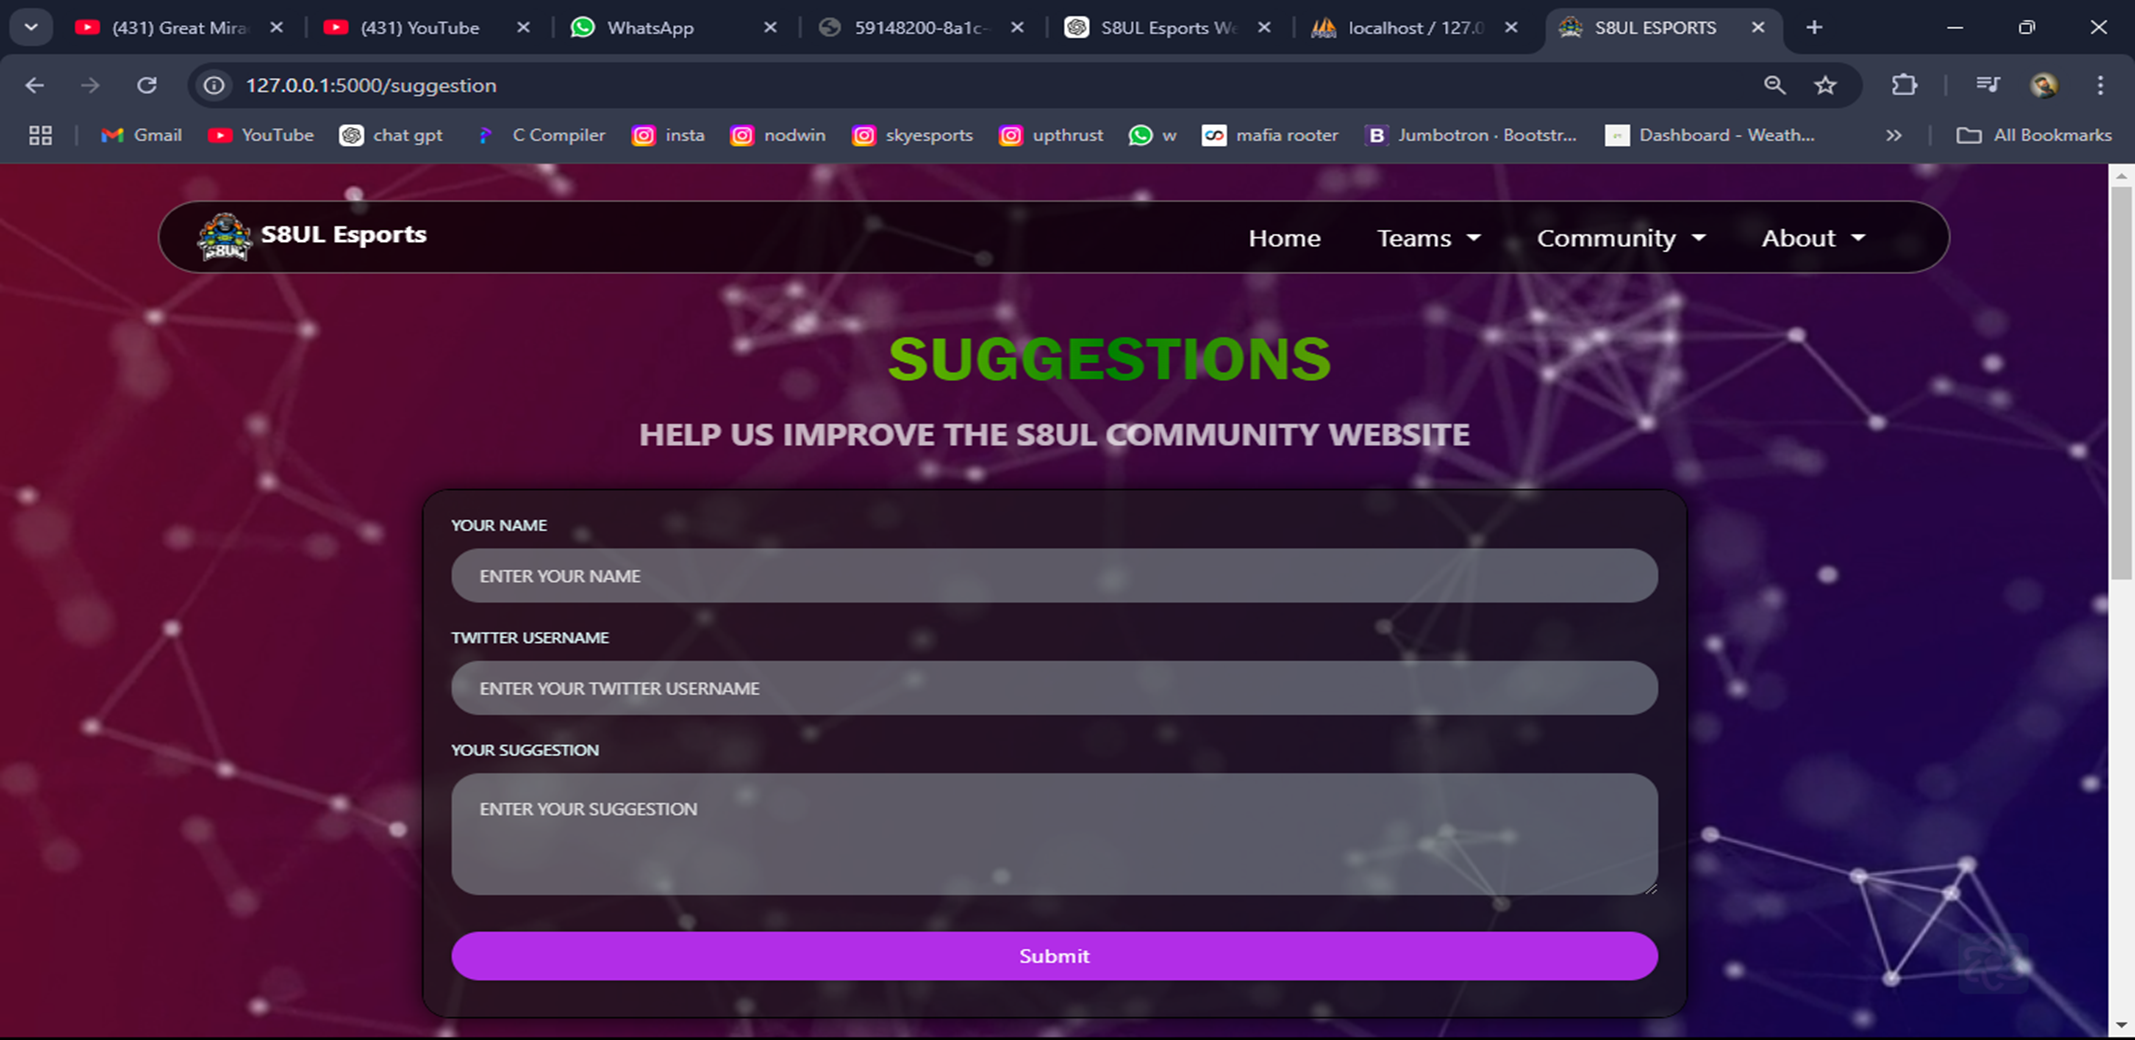 (431) Great Mira
(431) YouTube
WhatsApp
59148200-8a1c-
S8UL Esports We
localhost / 127.0
S8UL ESPORTS
127.0.0.1:5000/suggestion
Gmail
YouTube
chat gpt
C Compiler
insta
nodwin
skyesports
upthrust
w
mafia rooter
Jumbotron · Bootstr...
Dashboard - Weath...
All Bookmarks
S8UL
S8UL Esports
Home
Teams
Community
About
SUGGESTIONS
HELP US IMPROVE THE S8UL COMMUNITY WEBSITE
YOUR NAME
ENTER YOUR NAME
TWITTER USERNAME
ENTER YOUR TWITTER USERNAME
YOUR SUGGESTION
ENTER YOUR SUGGESTION
Submit